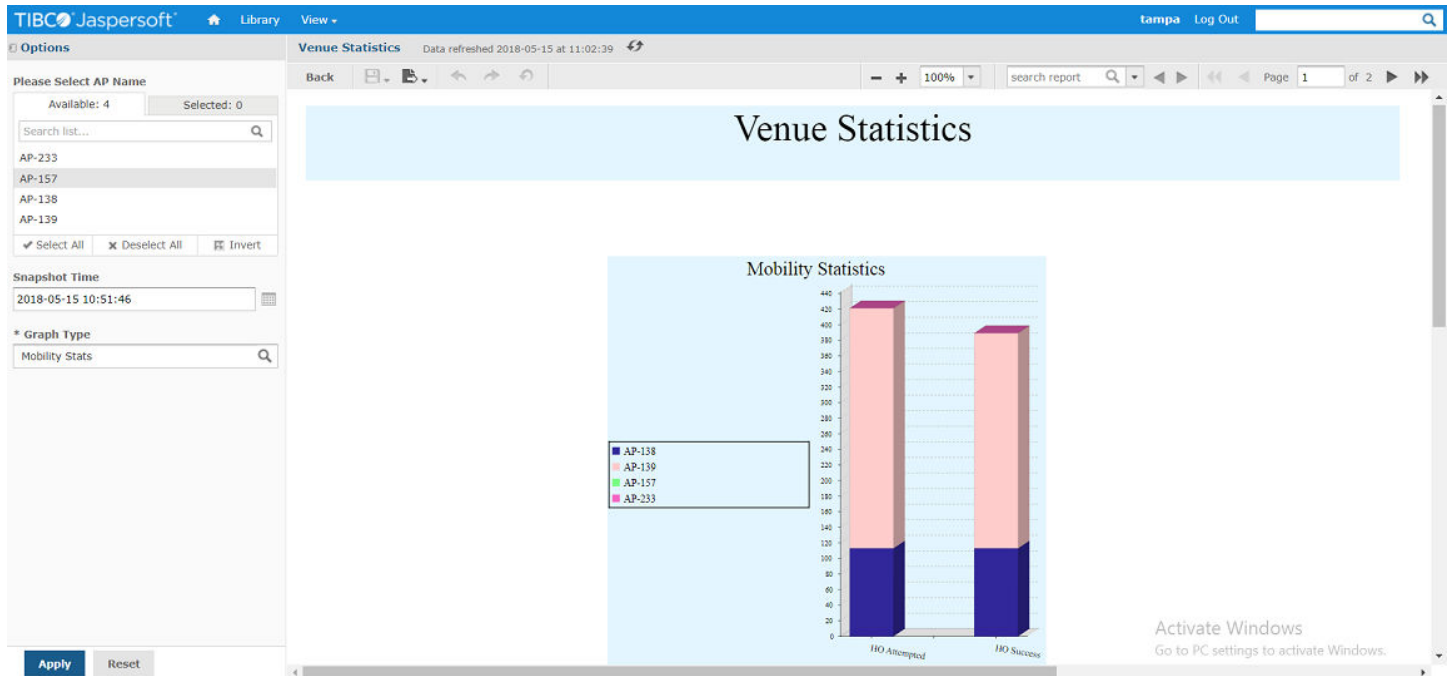 TIBCO Jaspersoft Library View tampa Log Out
Options
Please Select AP Name
Available: 4 Selected: 0
Search list...
AP-233
AP-157
AP-138
AP-139
Select All Deselect All Invert
Snapshot Time
2018-05-15 10:51:46
* Graph Type
Mobility Stats
Apply Reset
Venue Statistics Data refreshed 2018-05-15 at 11:02:39
Back 100% search report Page 1 of 2
Venue Statistics
Mobility Statistics
440
420
400
380
360
340
320
300
280
260
240
220
200
180
160
140
120
100
80
60
40
20
0
AP-138
AP-139
AP-157
AP-233
HO Attempted HO Success
Activate Windows
Go to PC settings to activate Windows.